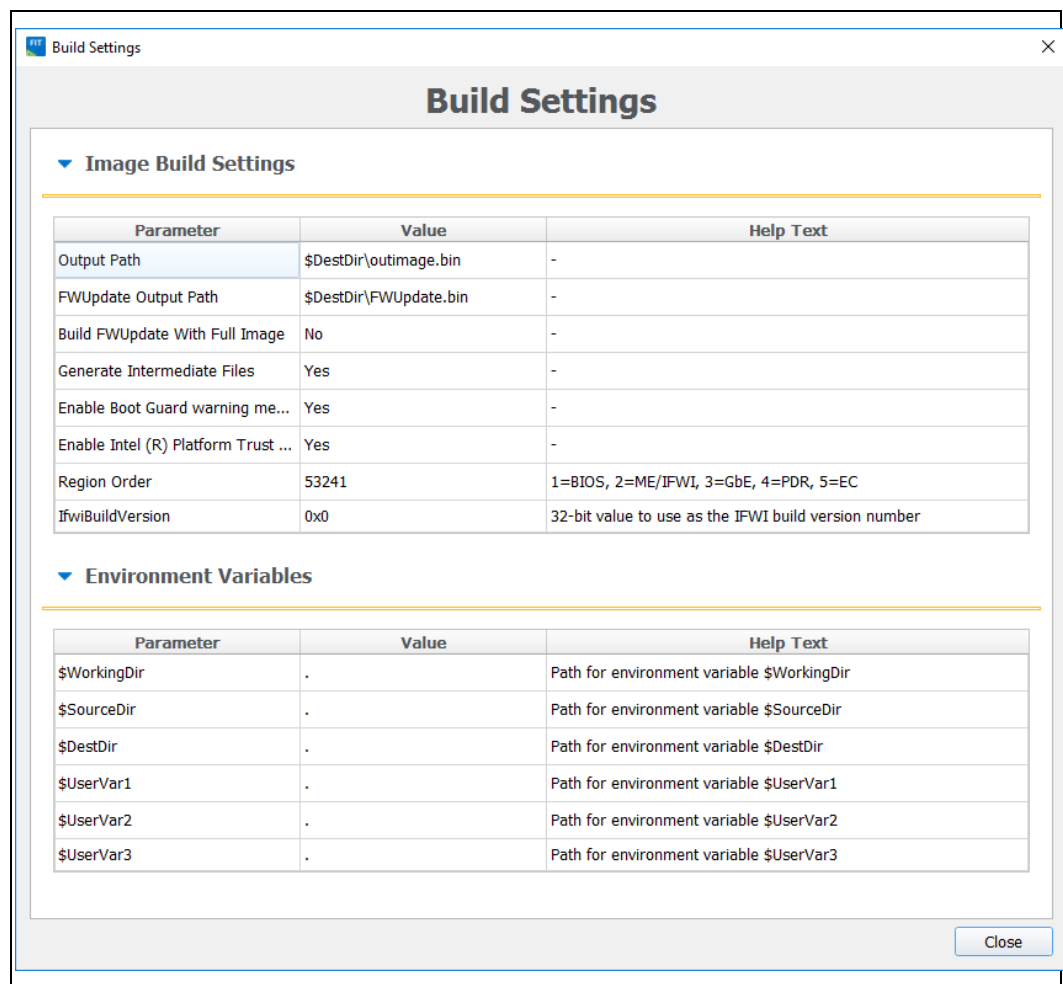 FIT Build Settings
Build Settings
Image Build Settings
Parameter Value Help Text
Output Path $DestDir\outimage.bin -
FWUpdate Output Path $DestDir\FWUpdate.bin -
Build FWUpdate With Full Image No -
Generate Intermediate Files Yes -
Enable Boot Guard warning me... Yes -
Enable Intel (R) Platform Trust ... Yes -
Region Order 53241 1=BIOS, 2=ME/IFWI, 3=GbE, 4=PDR, 5=EC
IfwiBuildVersion 0x0 32-bit value to use as the IFWI build version number
Environment Variables
Parameter Value Help Text
$WorkingDir . Path for environment variable $WorkingDir
$SourceDir . Path for environment variable $SourceDir
$DestDir . Path for environment variable $DestDir
$UserVar1 . Path for environment variable $UserVar1
$UserVar2 . Path for environment variable $UserVar2
$UserVar3 . Path for environment variable $UserVar3
Close